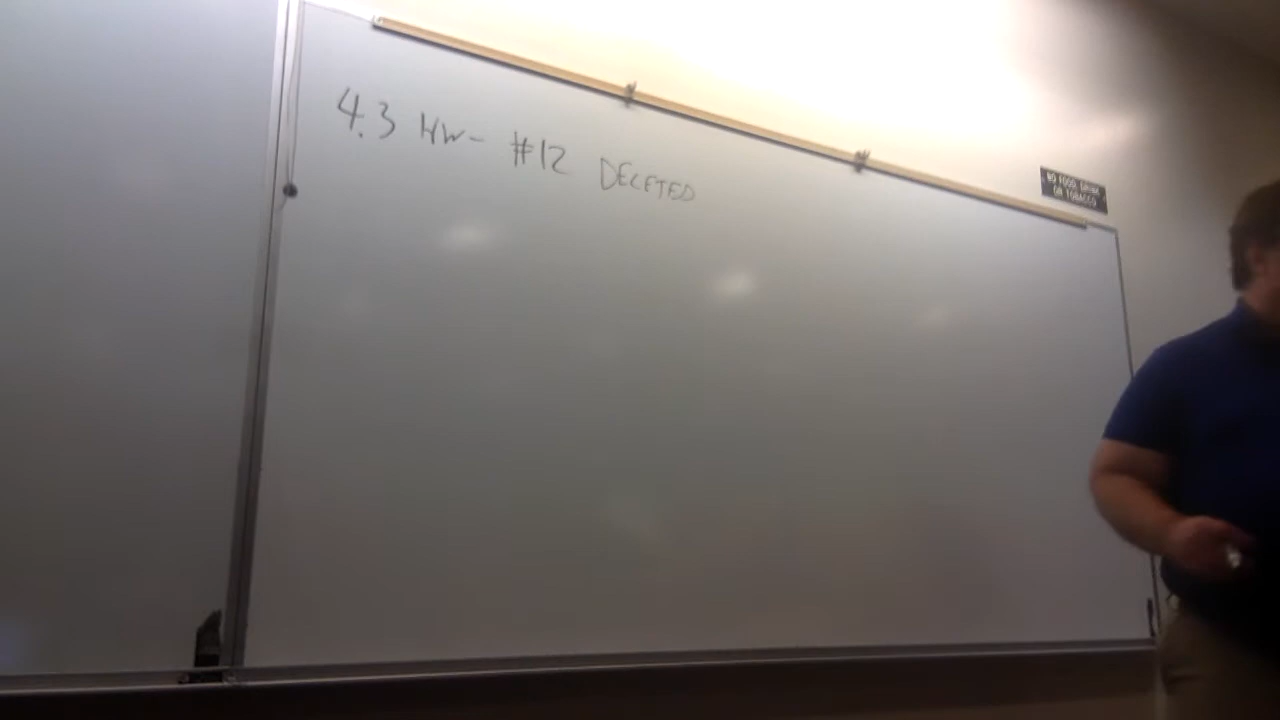 4.3 HW- #12 DELETED
NO FOOD, DRINK
OR TOBACCO